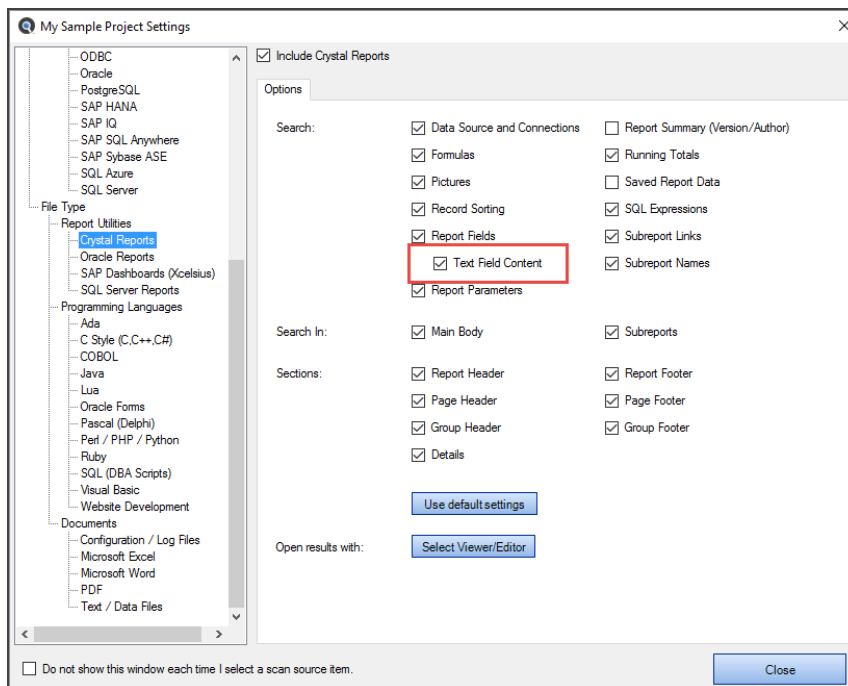 My Sample Project Settings
ODBC
Oracle
PostgreSQL
SAP HANA
SAP IQ
SAP SQL Anywhere
SAP Sybase ASE
SQL Azure
SQL Server
File Type
Report Utilities
Crystal Reports
Oracle Reports
SAP Dashboards (Xcelsius)
SQL Server Reports
Programming Languages
Ada
C Style (C,C++,C#)
COBOL
Java
Lua
Oracle Forms
Pascal (Delphi)
Perl / PHP / Python
Ruby
SQL (DBA Scripts)
Visual Basic
Website Development
Documents
Configuration / Log Files
Microsoft Excel
Microsoft Word
PDF
Text / Data Files
Include Crystal Reports
Options
Search: Data Source and Connections Report Summary (Version/Author)
Formulas Running Totals
Pictures Saved Report Data
Record Sorting SQL Expressions
Report Fields Subreport Links
Text Field Content Subreport Names
Report Parameters
Search In: Main Body Subreports
Sections: Report Header Report Footer
Page Header Page Footer
Group Header Group Footer
Details
Use default settings
Open results with: Select Viewer/Editor
Do not show this window each time I select a scan source item.
Close